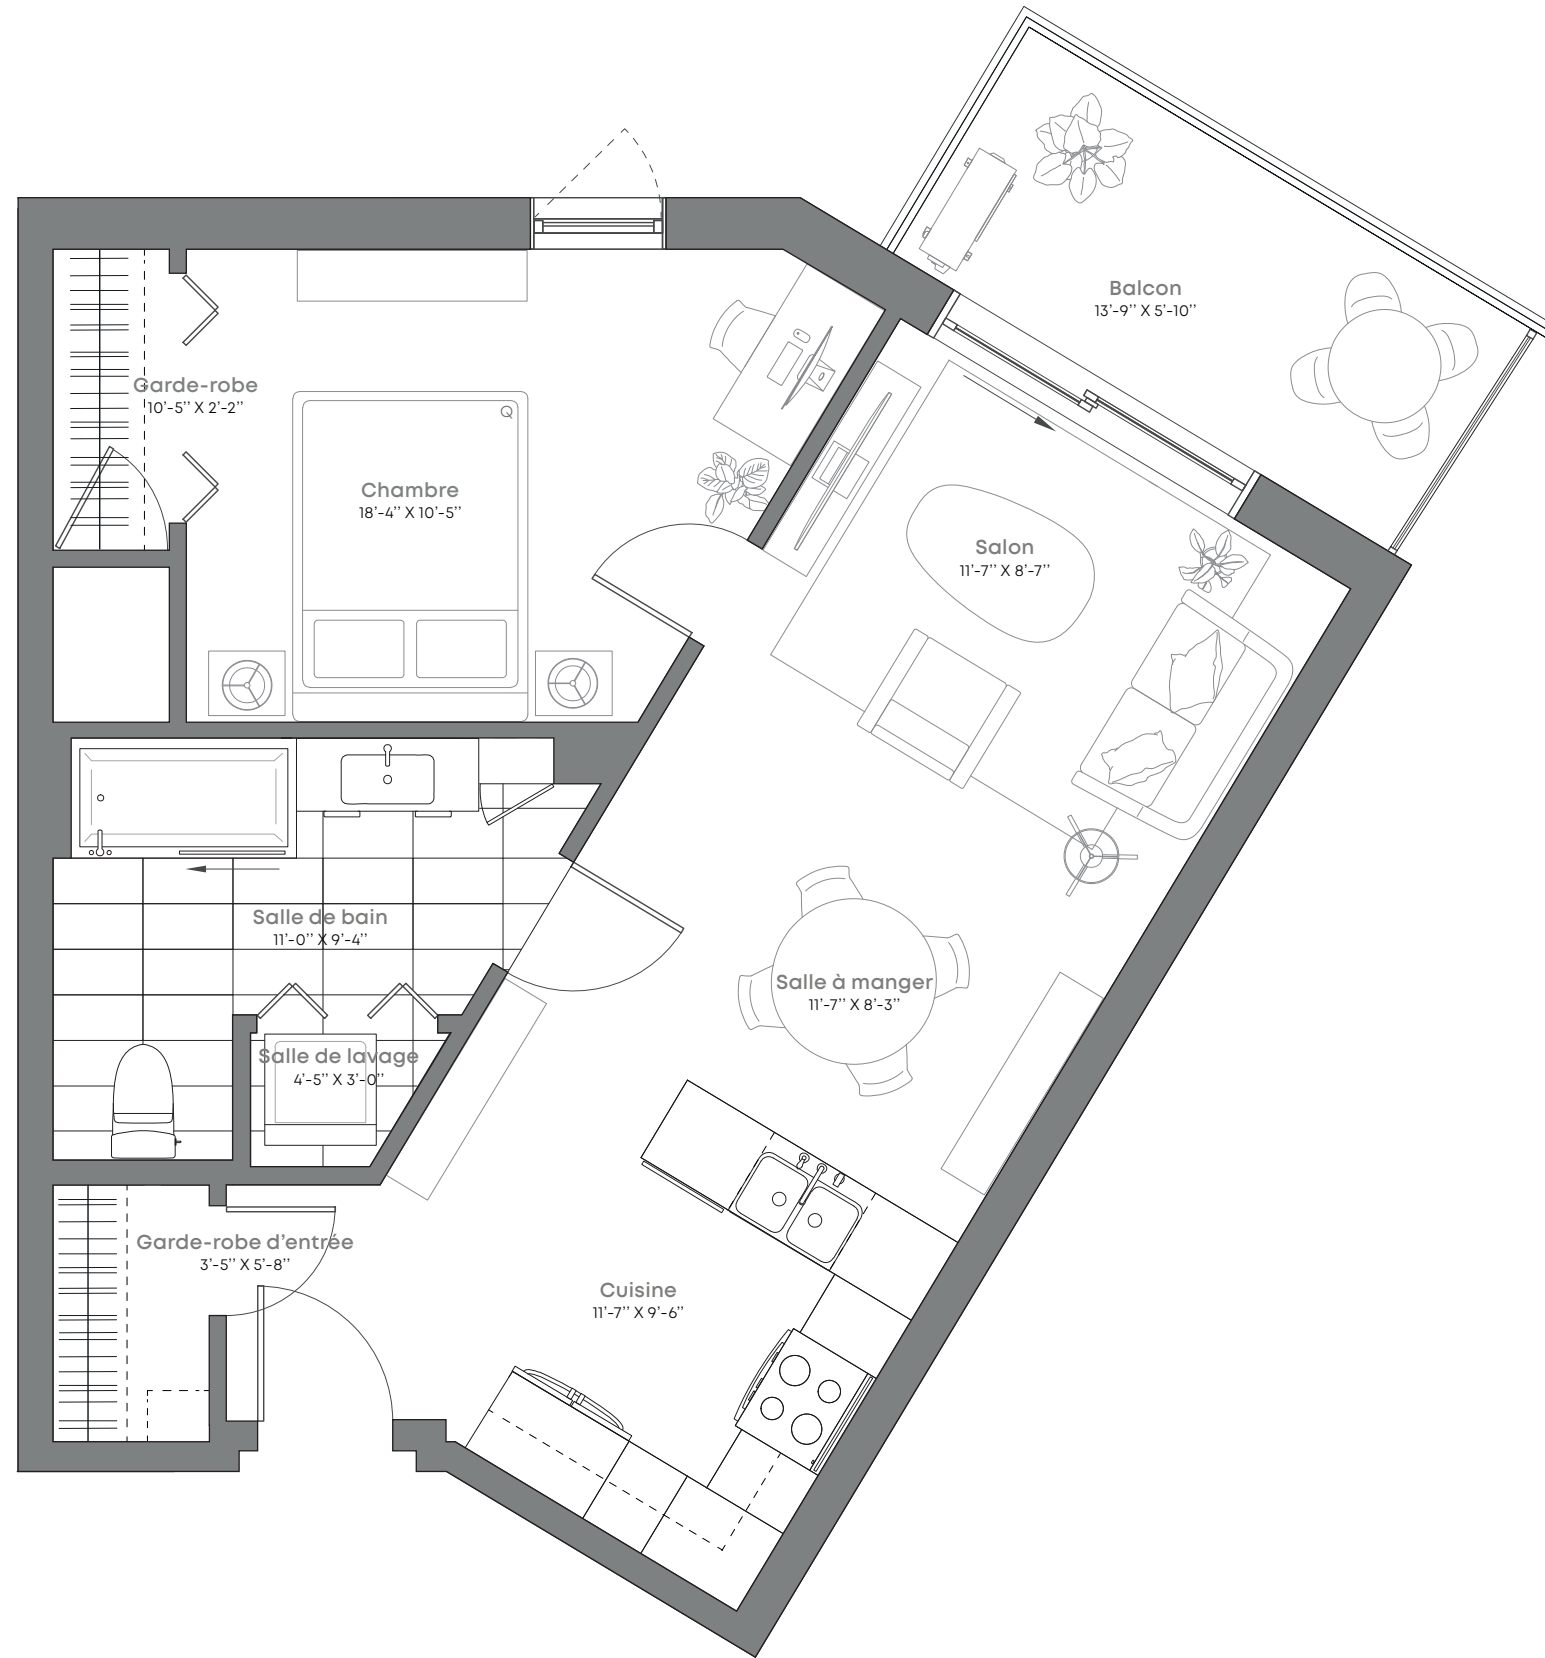 Balcon
13’-9’’ X 5’-10’’
Garde-robe
10’-5’’ X 2’-2’’
Q
Chambre
18’-4’’ X 10’-5’’
Salon
11’-7’’ X 8’-7’’
Salle de bain
11’-0’’ X 9’-4’’
Salle à manger
11’-7’’ X 8’-3’’
Salle de lavage
4’-5’’ X 3’-0’’
Garde-robe d’entrée
3’-5’’ X 5’-8’’
Cuisine
11’-7’’ X 9’-6’’